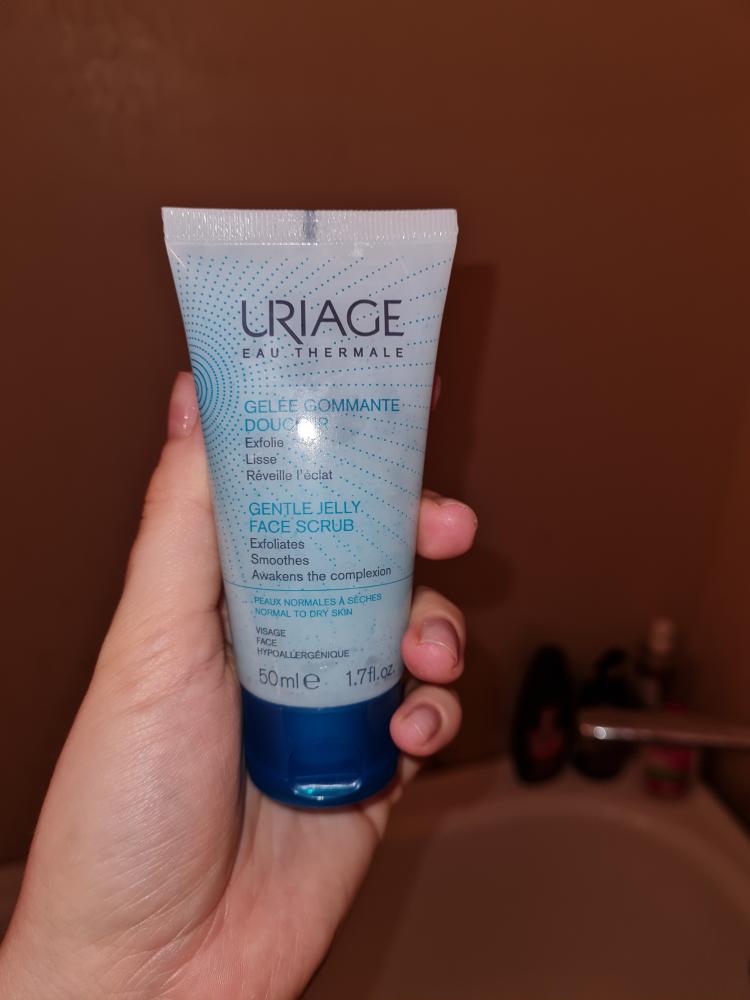 URIAGE
EAU THERMALE
GELÉE GOMMANTE
DOUCEUR
Exfolie
Lisse
Réveille l'éclat
GENTLE JELLY
FACE SCRUB
Exfoliates
Smoothes
Awakens the complexion
PEAUX NORMALES À SÈCHES
NORMAL TO DRY SKIN
VISAGE
FACE
HYPOALLERGÉNIQUE
50ml e 1.7fl.oz.